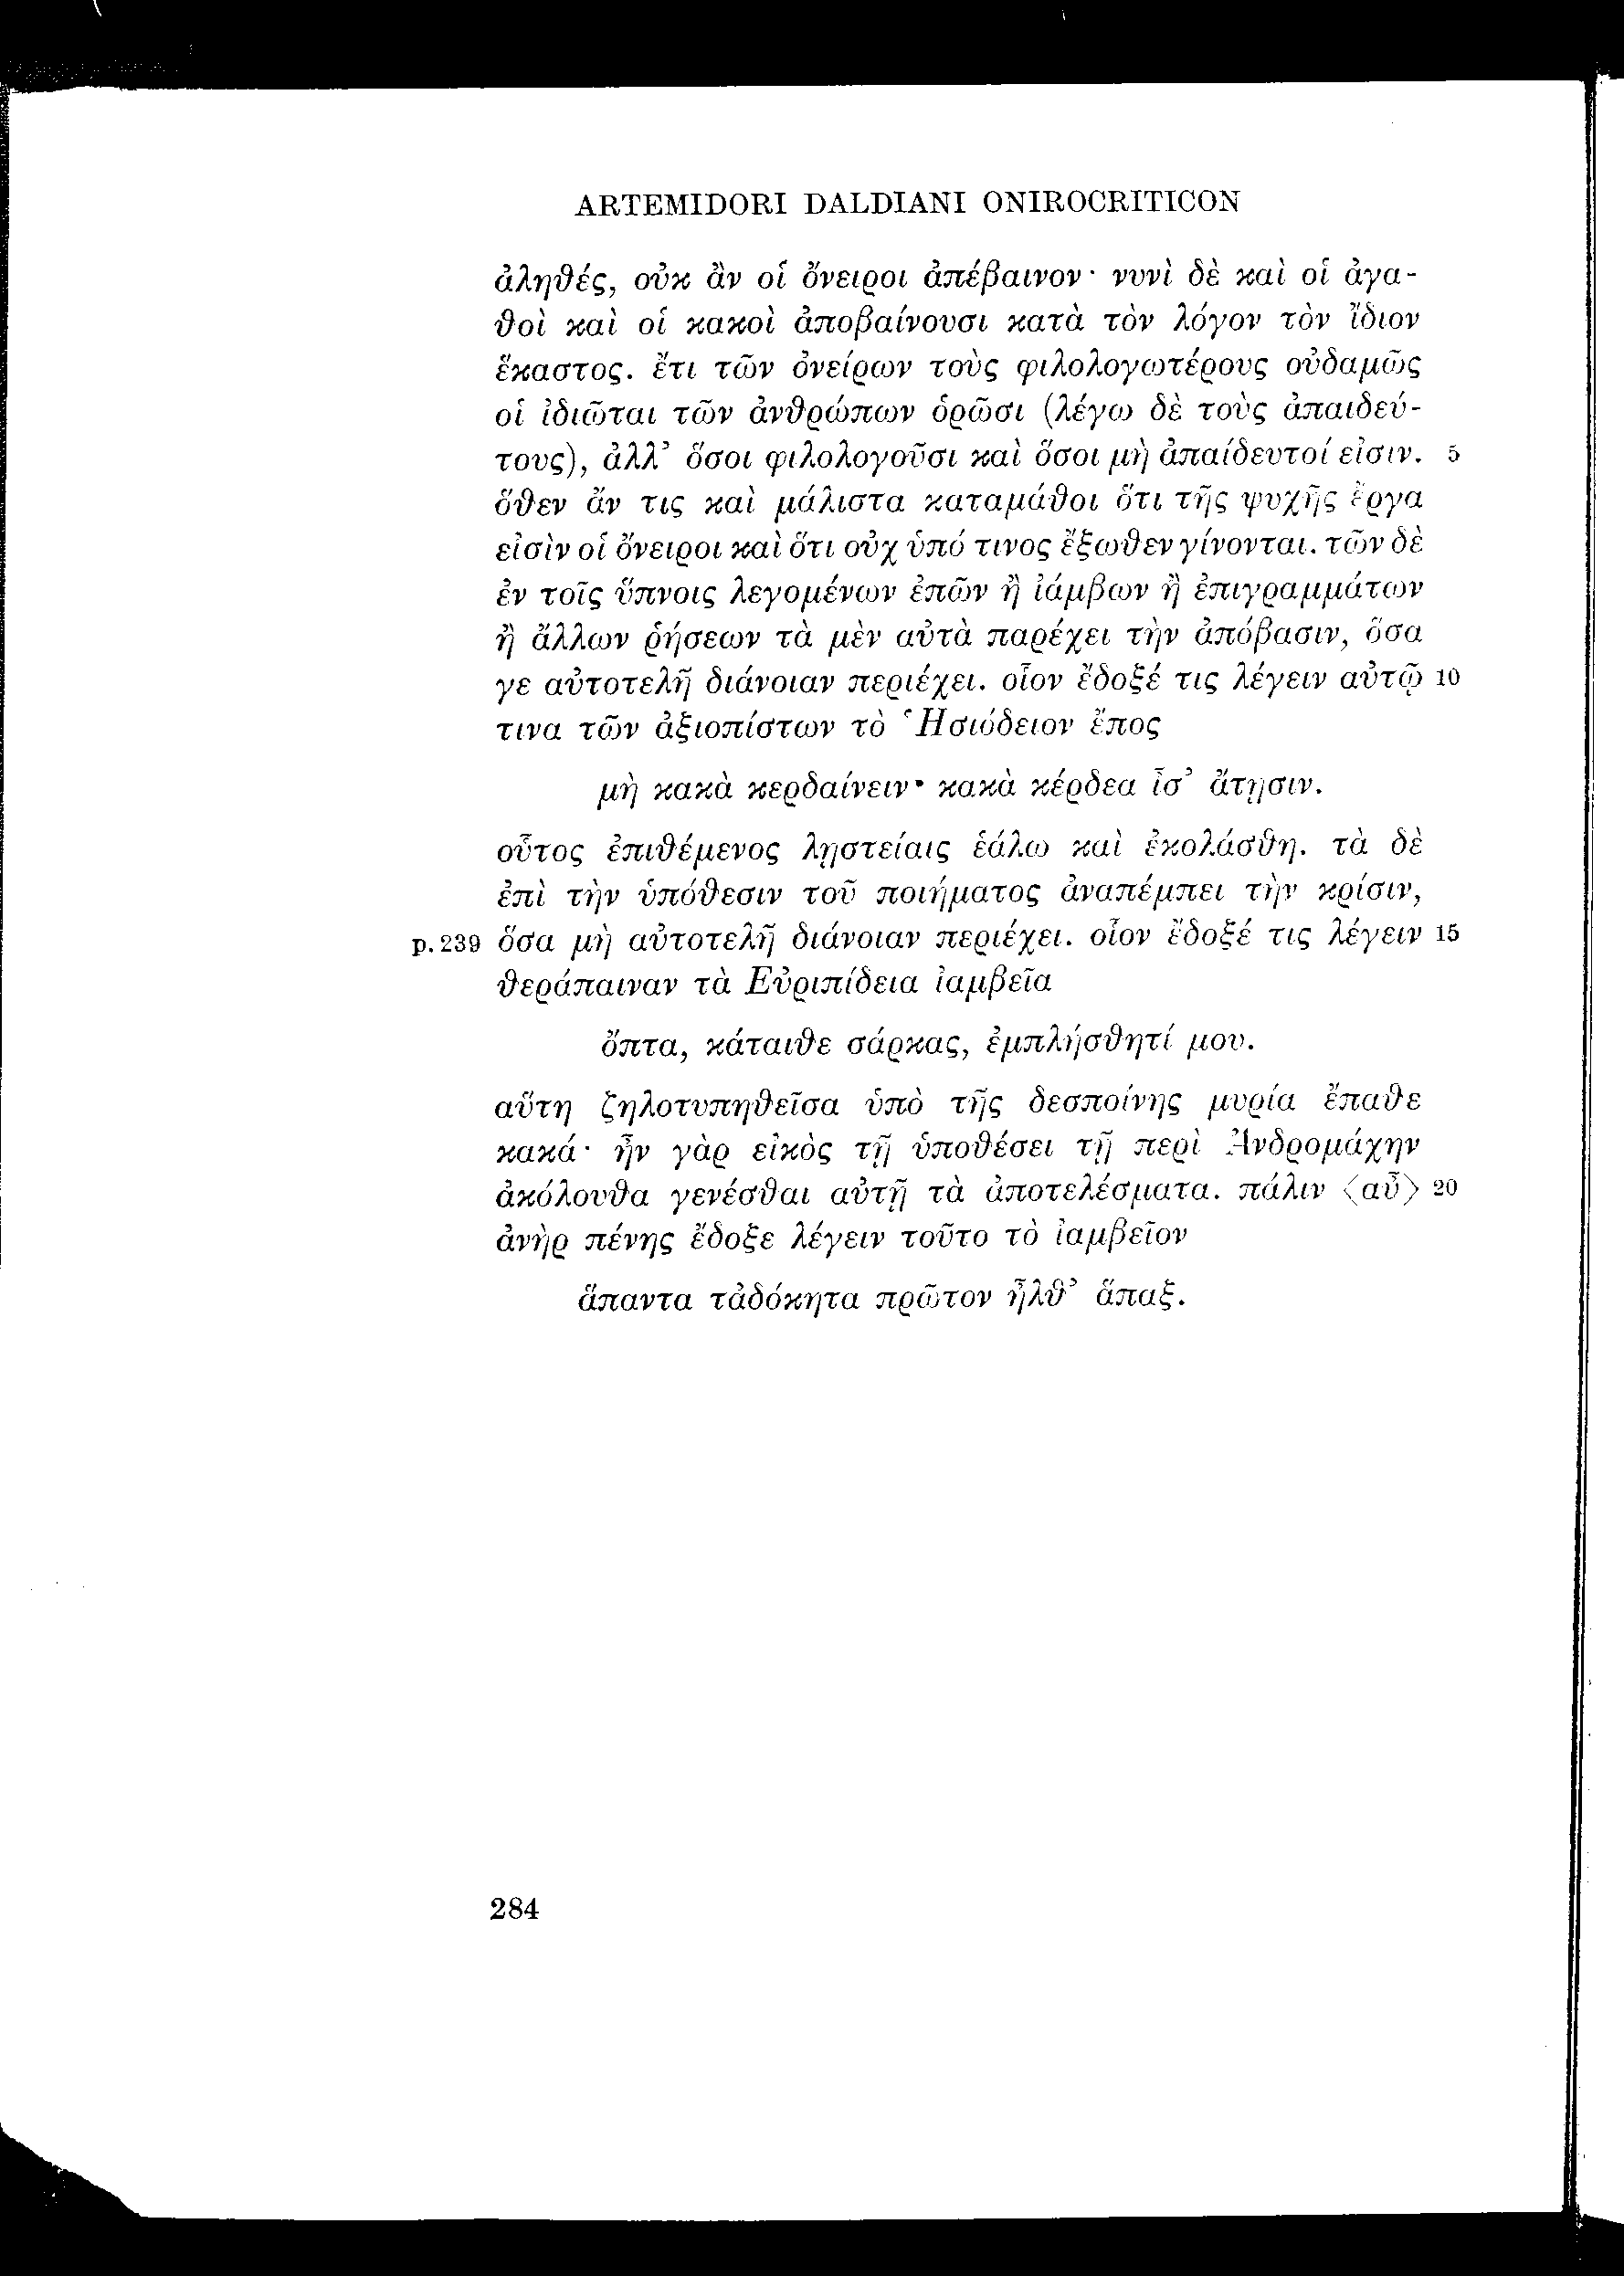 ARTEMIDORI DALDIANI ONIROCRITICON
ἀληθές, οὐκ ἂν οἱ ὄνειροι ἀπέβαινον· νυνὶ δὲ καὶ οἱ ἀγα-
θοὶ καὶ οἱ κακοὶ ἀποβαίνουσι κατὰ τὸν λόγον τὸν ἴδιον
ἕκαστος. ἔτι τῶν ὀνείρων τοὺς φιλολογωτέρους οὐδαμῶς
οἱ ἰδιῶται τῶν ἀνθρώπων ὁρῶσι (λέγω δὲ τοὺς ἀπαιδεύ-
τους), ἀλλ’ ὅσοι φιλολογοῦσι καὶ ὅσοι μὴ ἀπαίδευτοί εἰσιν. 5
ὅθεν ἄν τις καὶ μάλιστα καταμάθοι ὅτι τῆς ψυχῆς ἔργα
εἰσὶν οἱ ὄνειροι καὶ ὅτι οὐχ ὑπό τινος ἔξωθεν γίνονται. τῶν δὲ
ἐν τοῖς ὕπνοις λεγομένων ἐπῶν ἢ ἰάμβων ἢ ἐπιγραμμάτων
ἢ ἄλλων ῥήσεων τὰ μὲν αὐτὰ παρέχει τὴν ἀπόβασιν, ὅσα
γε αὐτοτελῆ διάνοιαν περιέχει. οἷον ἔδοξέ τις λέγειν αὐτῷ 10
τινα τῶν ἀξιοπίστων τὸ Ἡσιόδειον ἔπος
μὴ κακὰ κερδαίνειν· κακὰ κέρδεα ἶσ’ ἄτῃσιν.
οὗτος ἐπιθέμενος λῃστείαις ἑάλω καὶ ἐκολάσθη. τὰ δὲ
ἐπὶ τὴν ὑπόθεσιν τοῦ ποιήματος ἀναπέμπει τὴν κρίσιν,
p. 239 ὅσα μὴ αὐτοτελῆ διάνοιαν περιέχει. οἷον ἔδοξέ τις λέγειν 15
θεράπαιναν τὰ Εὐριπίδεια ἰαμβεῖα
ὄπτα, κάταιθε σάρκας, ἐμπλήσθητί μου.
αὕτη ζηλοτυπηθεῖσα ὑπὸ τῆς δεσποίνης μυρία ἔπαθε
κακά· ἦν γὰρ εἰκὸς τῇ ὑποθέσει τῇ περὶ Ἀνδρομάχην
ἀκόλουθα γενέσθαι αὐτῇ τὰ ἀποτελέσματα. πάλιν ⟨αὖ⟩ 20
ἀνὴρ πένης ἔδοξε λέγειν τοῦτο τὸ ἰαμβεῖον
ἅπαντα τἀδόκητα πρῶτον ἦλθ’ ἅπαξ.
284